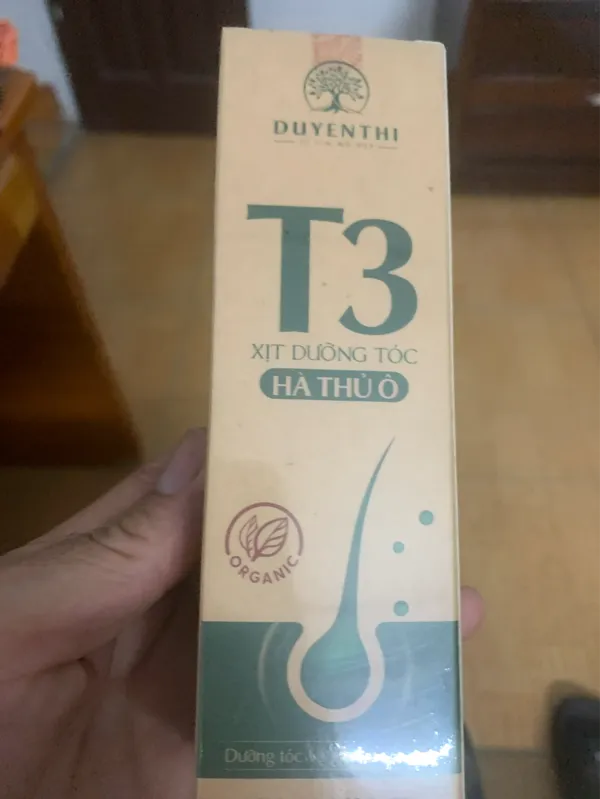 DUYENTHI
T3
XỊT DƯỠNG TÓC
HÀ THỦ Ô
ORGANIC
Dưỡng tóc